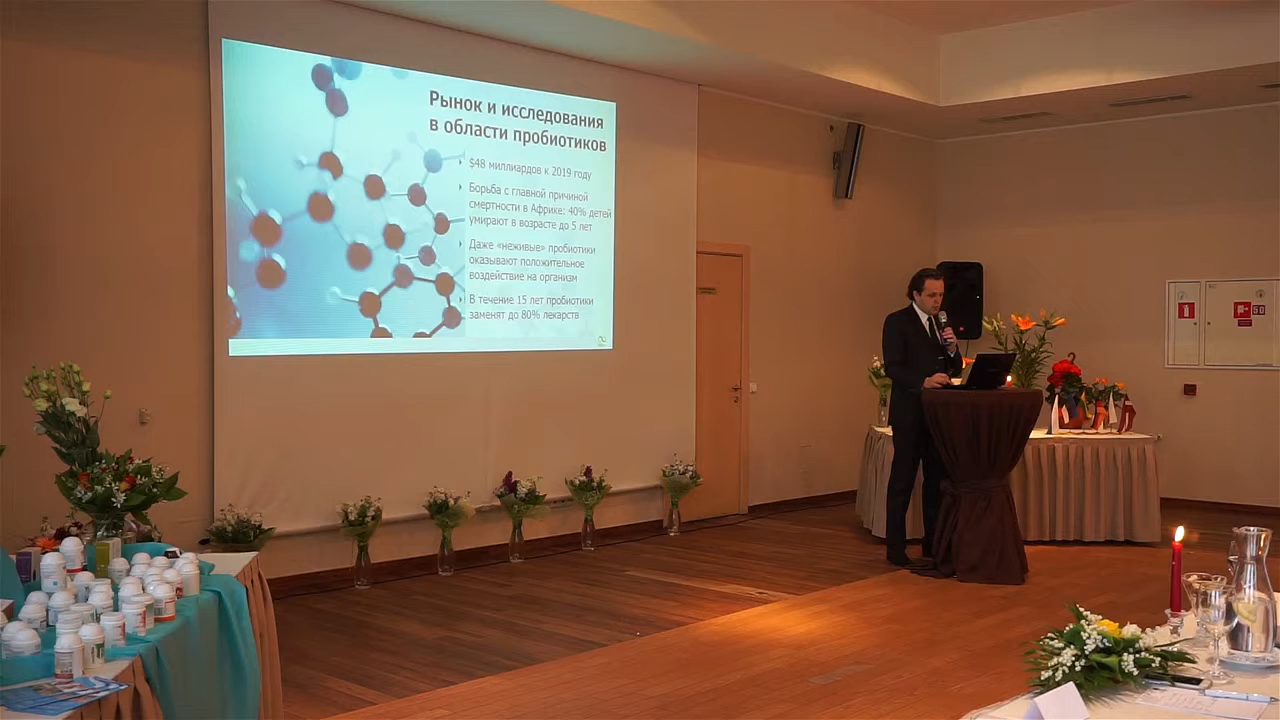 Рынок и исследования
в области пробиотиков
$48 миллиардов к 2019 году
Борьба с главной причиной
смертности в Африке: 40% детей
умирают в возрасте до 5 лет
Даже «неживые» пробиотики
оказывают положительное
воздействие на организм
В течение 15 лет пробиотики
заменят до 80% лекарств